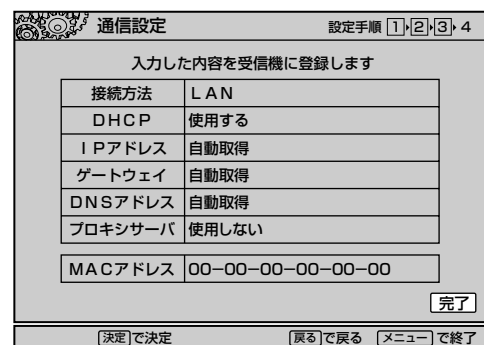 通信設定 設定手順 1 2 3 4
入力した内容を受信機に登録します
接続方法 LAN
DHCP 使用する
IPアドレス 自動取得
ゲートウェイ 自動取得
DNSアドレス 自動取得
プロキシサーバ 使用しない
MACアドレス 00-00-00-00-00-00
完了
決定で決定 戻るで戻る メニューで終了